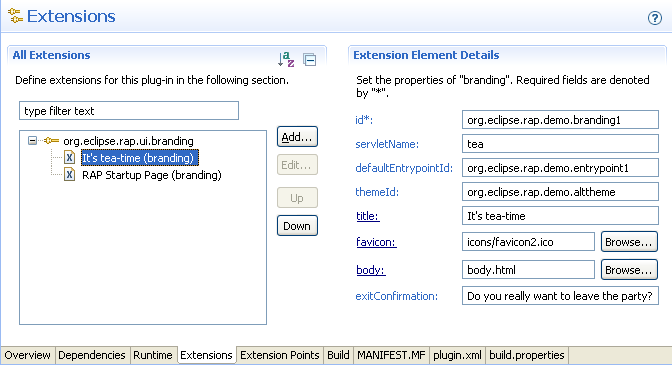 Extensions
All Extensions
Define extensions for this plug-in in the following section.
type filter text
org.eclipse.rap.ui.branding
It's tea-time (branding)
RAP Startup Page (branding)
Add...
Edit...
Up
Down
Extension Element Details
Set the properties of "branding". Required fields are denoted
by "*".
id*: org.eclipse.rap.demo.branding1
servletName: tea
defaultEntrypointId: org.eclipse.rap.demo.entrypoint1
themeId: org.eclipse.rap.demo.alttheme
title: It's tea-time
favicon: icons/favicon2.ico Browse...
body: body.html Browse...
exitConfirmation: Do you really want to leave the party?
Overview Dependencies Runtime Extensions Extension Points Build MANIFEST.MF plugin.xml build.properties